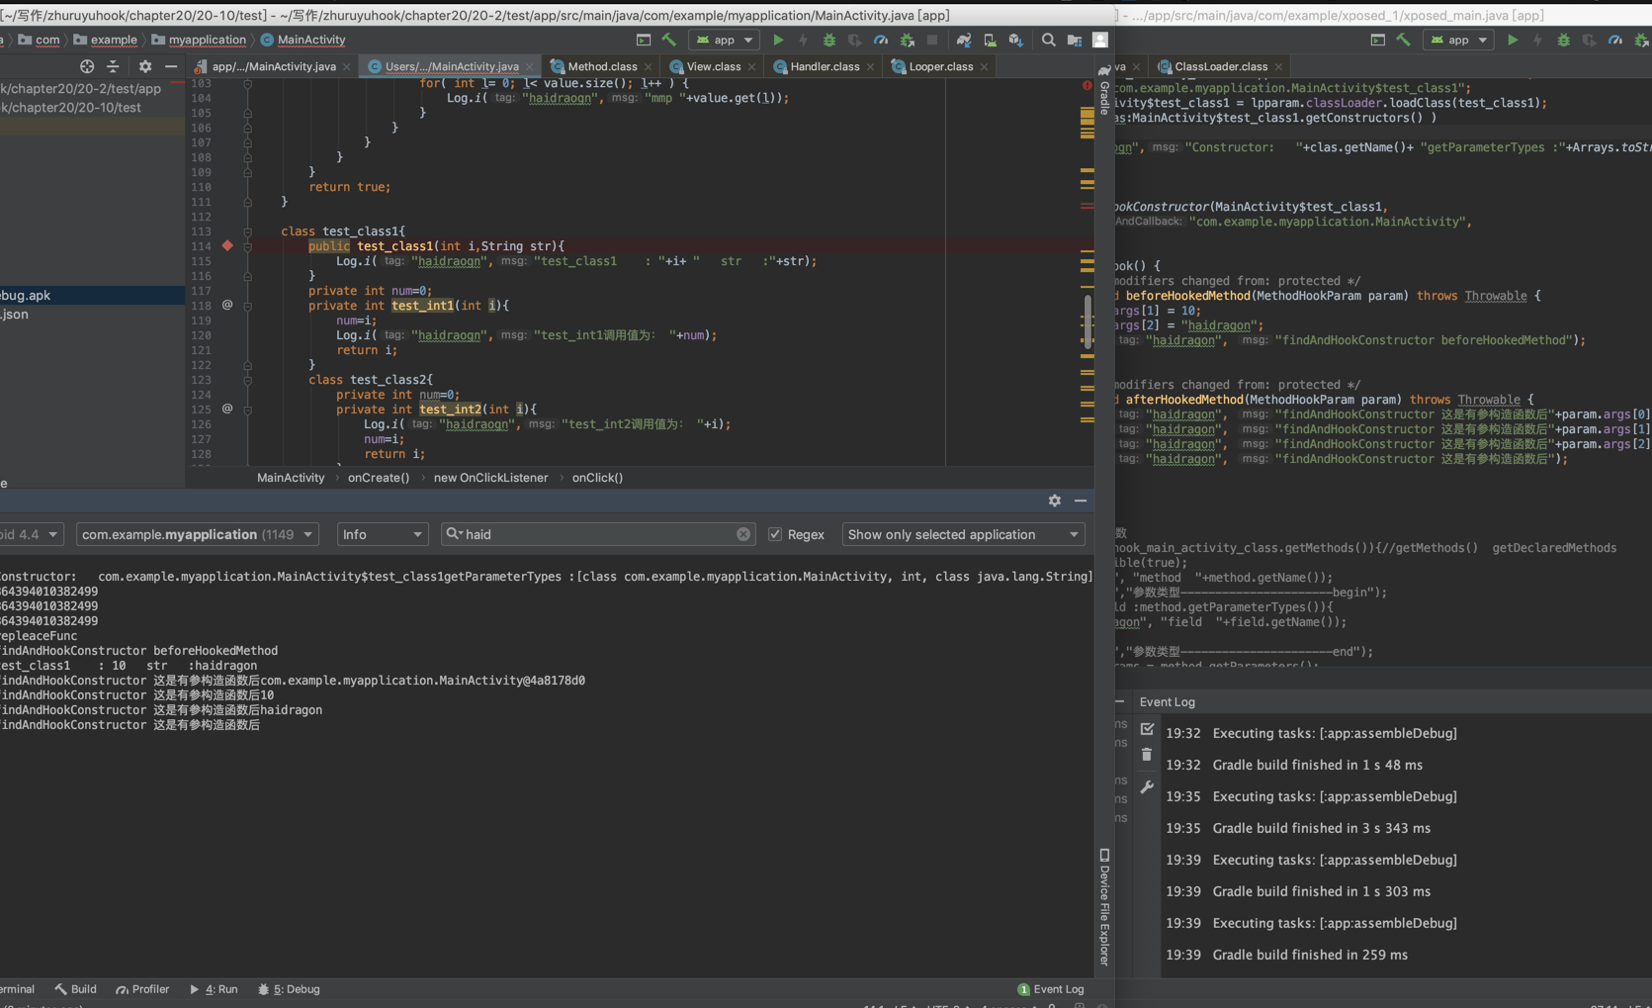 [~/写作/zhuruyuhook/chapter20/20-10/test] - ~/写作/zhuruyuhook/chapter20/20-2/test/app/src/main/java/com/example/myapplication/MainActivity.java [app]
com example myapplication MainActivity
app
k/chapter20/20-2/test/app
k/chapter20/20-10/test
ebug.apk
.json
app/.../MainActivity.java Users/.../MainActivity.java Method.class View.class Handler.class Looper.class
103 for( int l= 0; l< value.size(); l++ ) {
104 Log.i( tag: "haidraogn", msg: "mmp "+value.get(l));
105 }
106 }
107 }
108 }
109 }
110 return true;
111 }
112
113 class test_class1{
114 public test_class1(int i,String str){
115 Log.i( tag: "haidraogn", msg: "test_class1    : "+i+ "   str   :"+str);
116 }
117 private int num=0;
118 @ private int test_int1(int i){
119 num=i;
120 Log.i( tag: "haidraogn", msg: "test_int1调用值为: "+num);
121 return i;
122 }
123 class test_class2{
124 private int num=0;
125 @ private int test_int2(int i){
126 Log.i( tag: "haidraogn", msg: "test_int2调用值为: "+i);
127 num=i;
128 return i;
MainActivity › onCreate() › new OnClickListener › onClick()
oid 4.4 com.example.myapplication (1149 Info haid Regex Show only selected application
Constructor:   com.example.myapplication.MainActivity$test_class1getParameterTypes :[class com.example.myapplication.MainActivity, int, class java.lang.String]
864394010382499
864394010382499
864394010382499
repleaceFunc
findAndHookConstructor beforeHookedMethod
test_class1    : 10   str   :haidragon
findAndHookConstructor 这是有参构造函数后com.example.myapplication.MainActivity@4a8178d0
findAndHookConstructor 这是有参构造函数后10
findAndHookConstructor 这是有参构造函数后haidragon
findAndHookConstructor 这是有参构造函数后
erminal Build Profiler 4: Run 5: Debug 1 Event Log
Gradle
Device File Explorer
] - .../app/src/main/java/com/example/xposed_1/xposed_main.java [app]
app
va ClassLoader.class
com.example.myapplication.MainActivity$test_class1";
ivity$test_class1 = lpparam.classLoader.loadClass(test_class1);
as:MainActivity$test_class1.getConstructors() )
ogn", msg: "Constructor:   "+clas.getName()+ "getParameterTypes :"+Arrays.toStr
ookConstructor(MainActivity$test_class1,
AndCallback: "com.example.myapplication.MainActivity",
ook() {
modifiers changed from: protected */
d beforeHookedMethod(MethodHookParam param) throws Throwable {
args[1] = 10;
args[2] = "haidragon";
tag: "haidragon", msg: "findAndHookConstructor beforeHookedMethod");
modifiers changed from: protected */
d afterHookedMethod(MethodHookParam param) throws Throwable {
tag: "haidragon", msg: "findAndHookConstructor 这是有参构造函数后"+param.args[0]
tag: "haidragon", msg: "findAndHookConstructor 这是有参构造函数后"+param.args[1]
tag: "haidragon", msg: "findAndHookConstructor 这是有参构造函数后"+param.args[2]
tag: "haidragon", msg: "findAndHookConstructor 这是有参构造函数后");
数
hook_main_activity_class.getMethods()){//getMethods()  getDeclaredMethods
ible(true);
", "method  "+method.getName());
","参数类型——————————————————————begin");
ld :method.getParameterTypes()){
agon", "field  "+field.getName());
","参数类型——————————————————————end");
ams = method.getParameters();
Event Log
19:32 Executing tasks: [:app:assembleDebug]
19:32 Gradle build finished in 1 s 48 ms
19:35 Executing tasks: [:app:assembleDebug]
19:35 Gradle build finished in 3 s 343 ms
19:39 Executing tasks: [:app:assembleDebug]
19:39 Gradle build finished in 1 s 303 ms
19:39 Executing tasks: [:app:assembleDebug]
19:39 Gradle build finished in 259 ms
ms
ms
ms
ms
ms